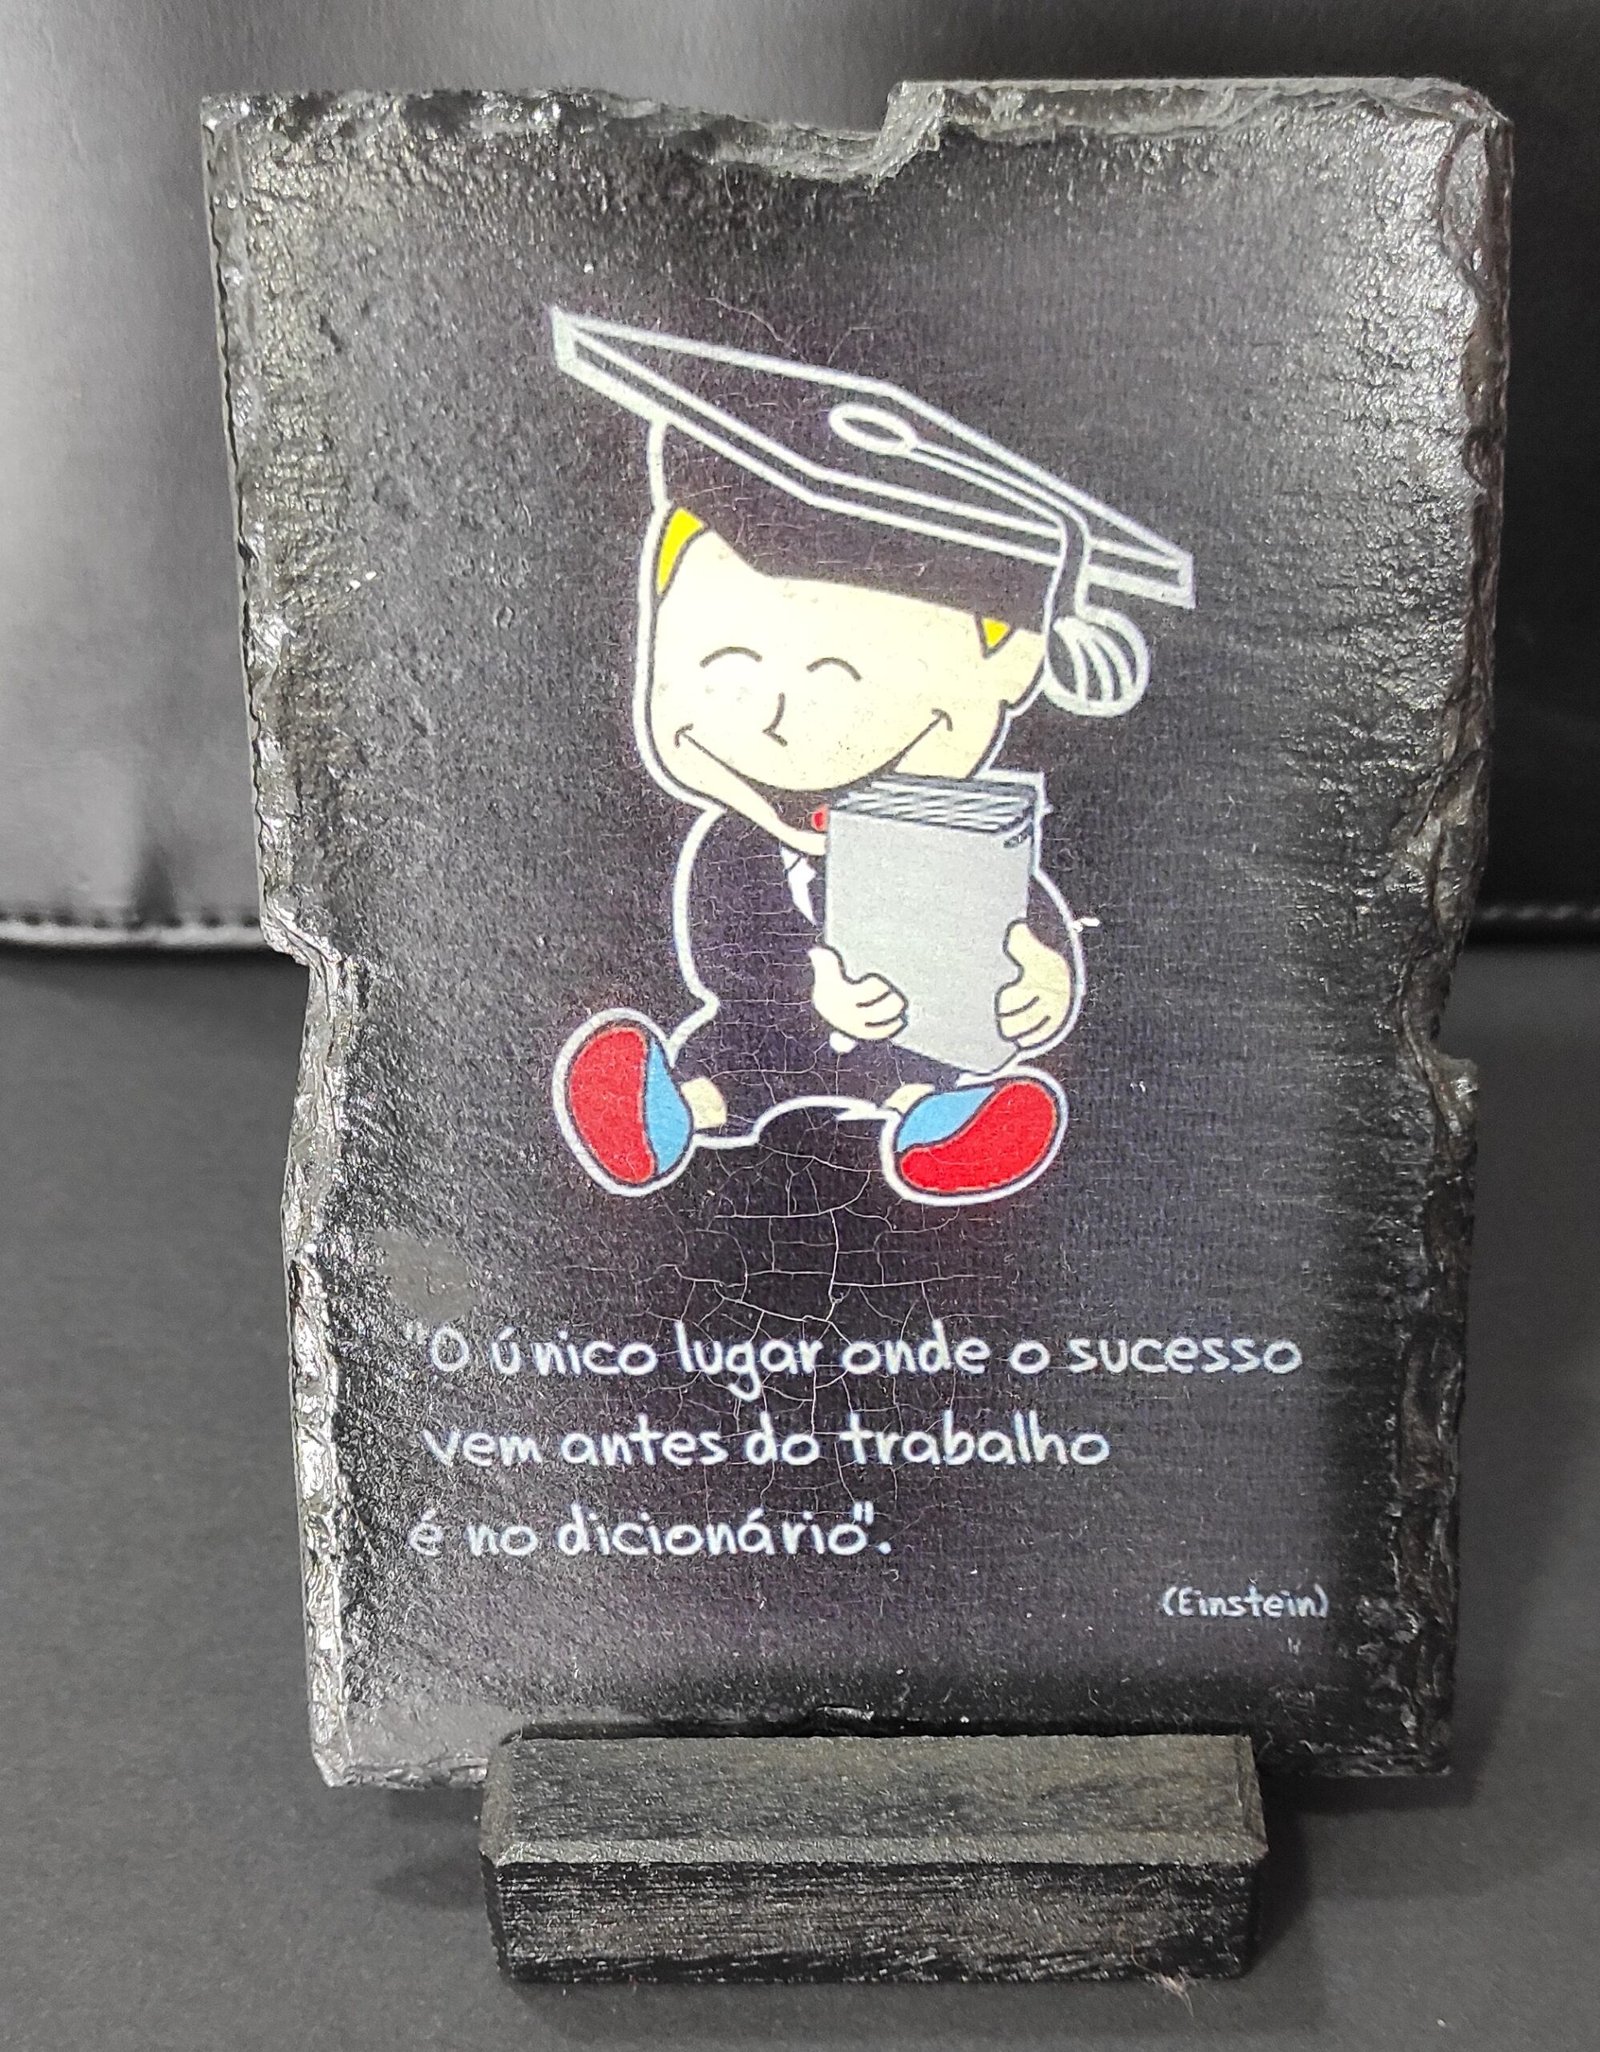 "O único lugar onde o sucesso
vem antes do trabalho
é no dicionário".
(Einstein)